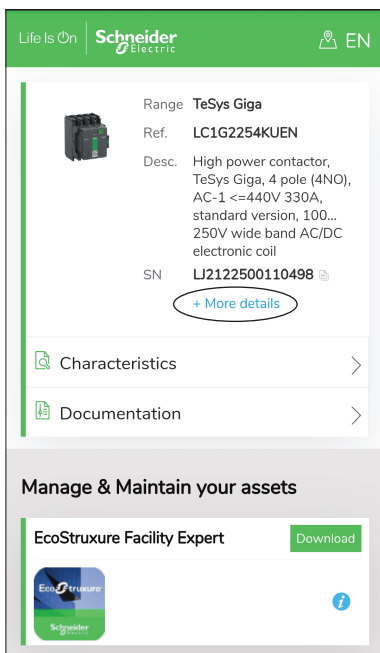 Life Is On Schneider Electric EN
Range TeSys Giga
Ref. LC1G2254KUEN
Desc. High power contactor,
TeSys Giga, 4 pole (4NO),
AC-1 <=440V 330A,
standard version, 100...
250V wide band AC/DC
electronic coil
SN LJ2122500110498
+ More details
Characteristics
Documentation
Manage & Maintain your assets
EcoStruxure Facility Expert Download
EcoStruxure
Schneider
Electric